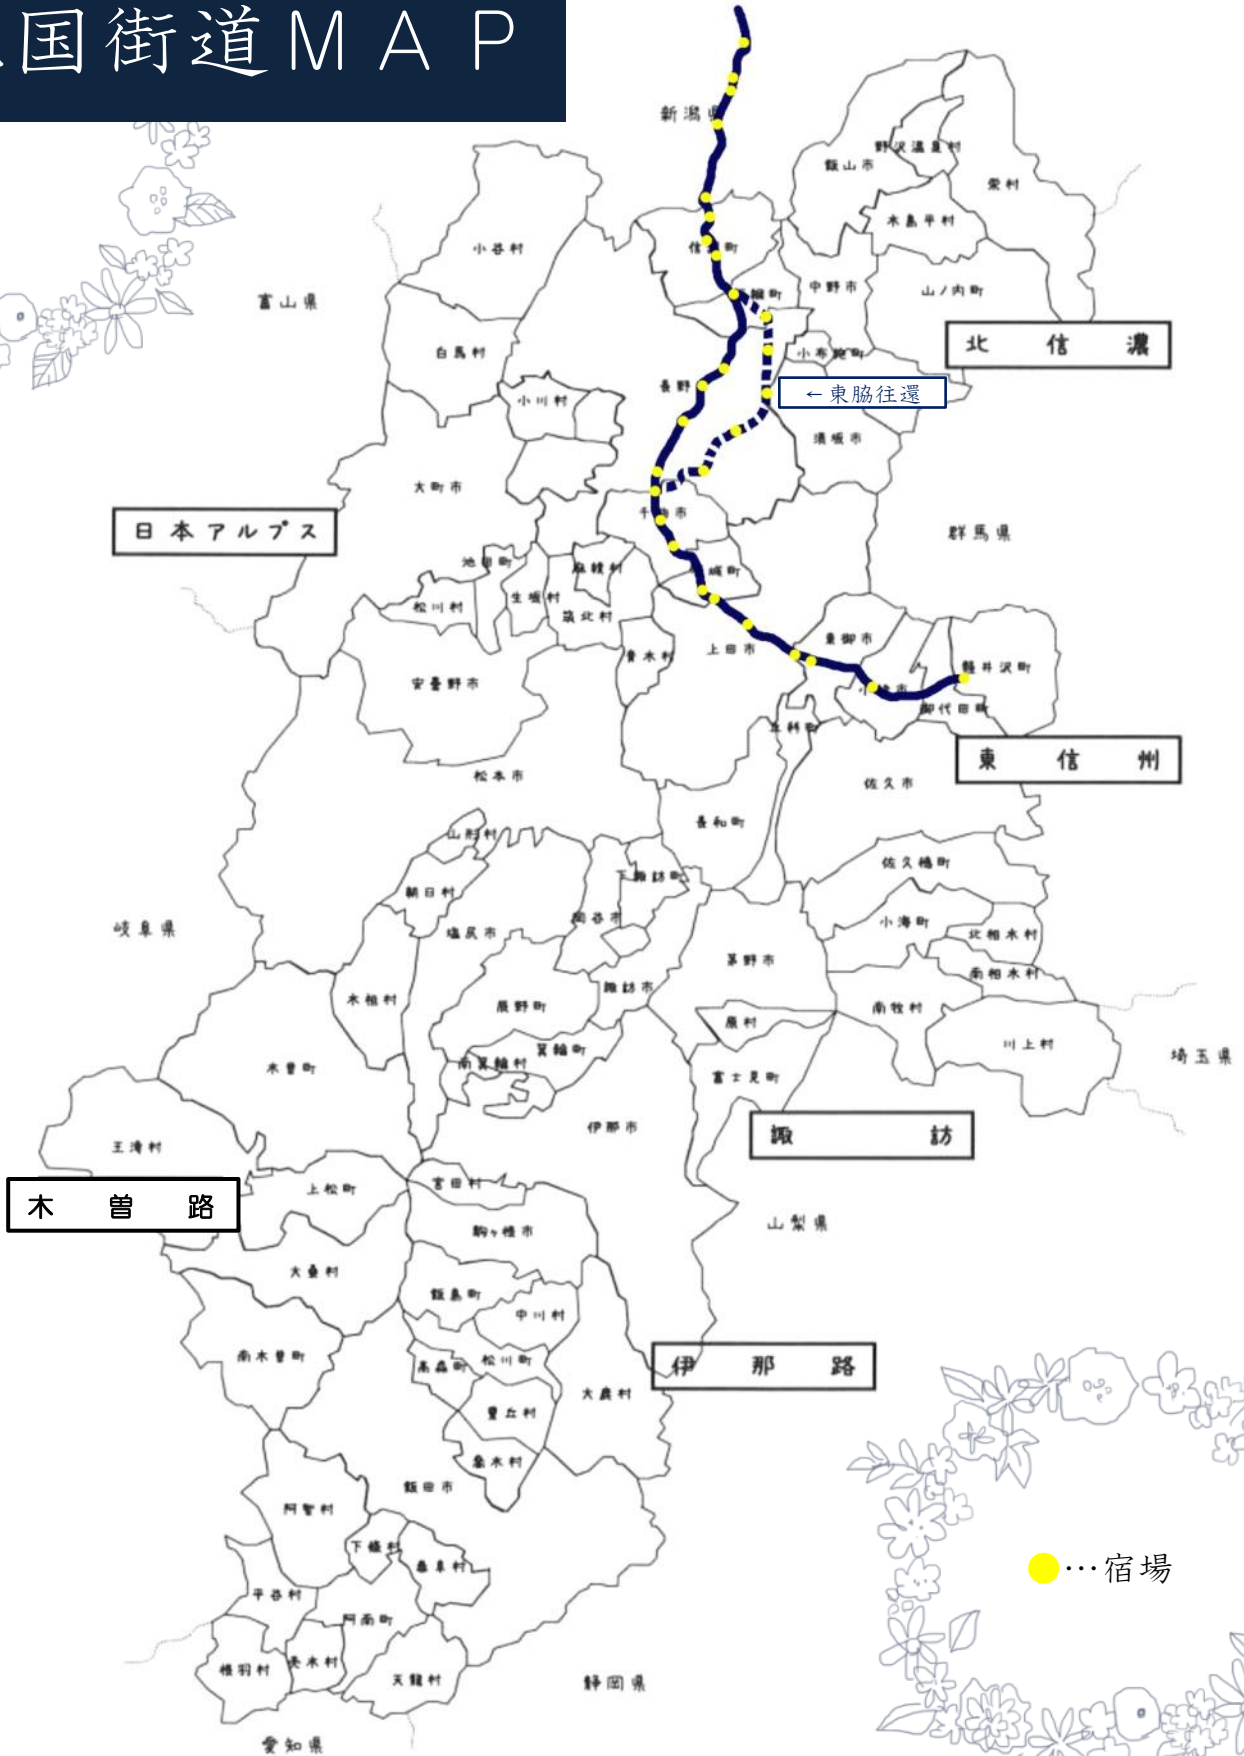 国街道ＭＡＰ
新潟県
野沢温泉村
飯山市
栄村
木島平村
小谷村
信 町
富山県
中野市
山ノ内町
白馬村
北信濃
小布施町
長野
小川村
←東脇往還
須坂市
大町市
千 市
日本アルプス
群馬県
池田町
麻績村
城町
生坂村
松川村
筑北村
東御市
上田市
青木村
軽井沢町
安曇野市
御代田町
立科町
東信州
松本市
佐久市
長和町
山形村
佐久穂町
下諏訪町
朝日村
岡谷市
小海町
岐阜県
塩尻市
北相木村
茅野市
南相木村
諏訪市
木祖村
辰野町
南牧村
原村
川上村
箕輪町
埼玉県
南箕輪村
木曽町
富士見町
伊那市
諏訪
王滝村
宮田村
上松町
木曽路
山梨県
駒ヶ根市
大桑村
飯島町
中川村
南木曽町
松川町
高森町
伊那路
大鹿村
豊丘村
喬木村
飯田市
阿智村
下條村
泰阜村
●…宿場
平谷村
阿南町
売木村
根羽村
天龍村
静岡県
愛知県